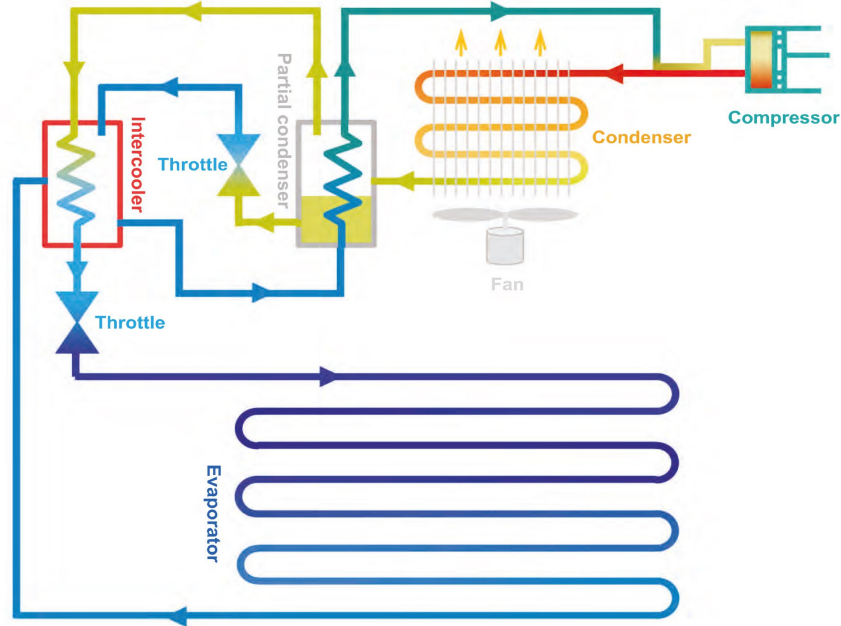 Partial condenser
Compressor
Intercooler
Condenser
Throttle
Fan
Throttle
Evaporator